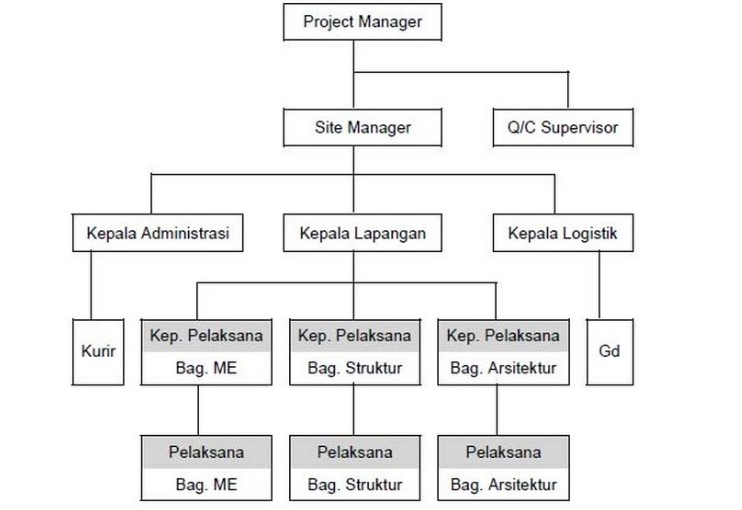 Project Manager
Site Manager
Q/C Supervisor
Kepala Administrasi
Kepala Lapangan
Kepala Logistik
Kurir
Kep. Pelaksana
Bag. ME
Kep. Pelaksana
Bag. Struktur
Kep. Pelaksana
Bag. Arsitektur
Gd
Pelaksana
Bag. ME
Pelaksana
Bag. Struktur
Pelaksana
Bag. Arsitektur